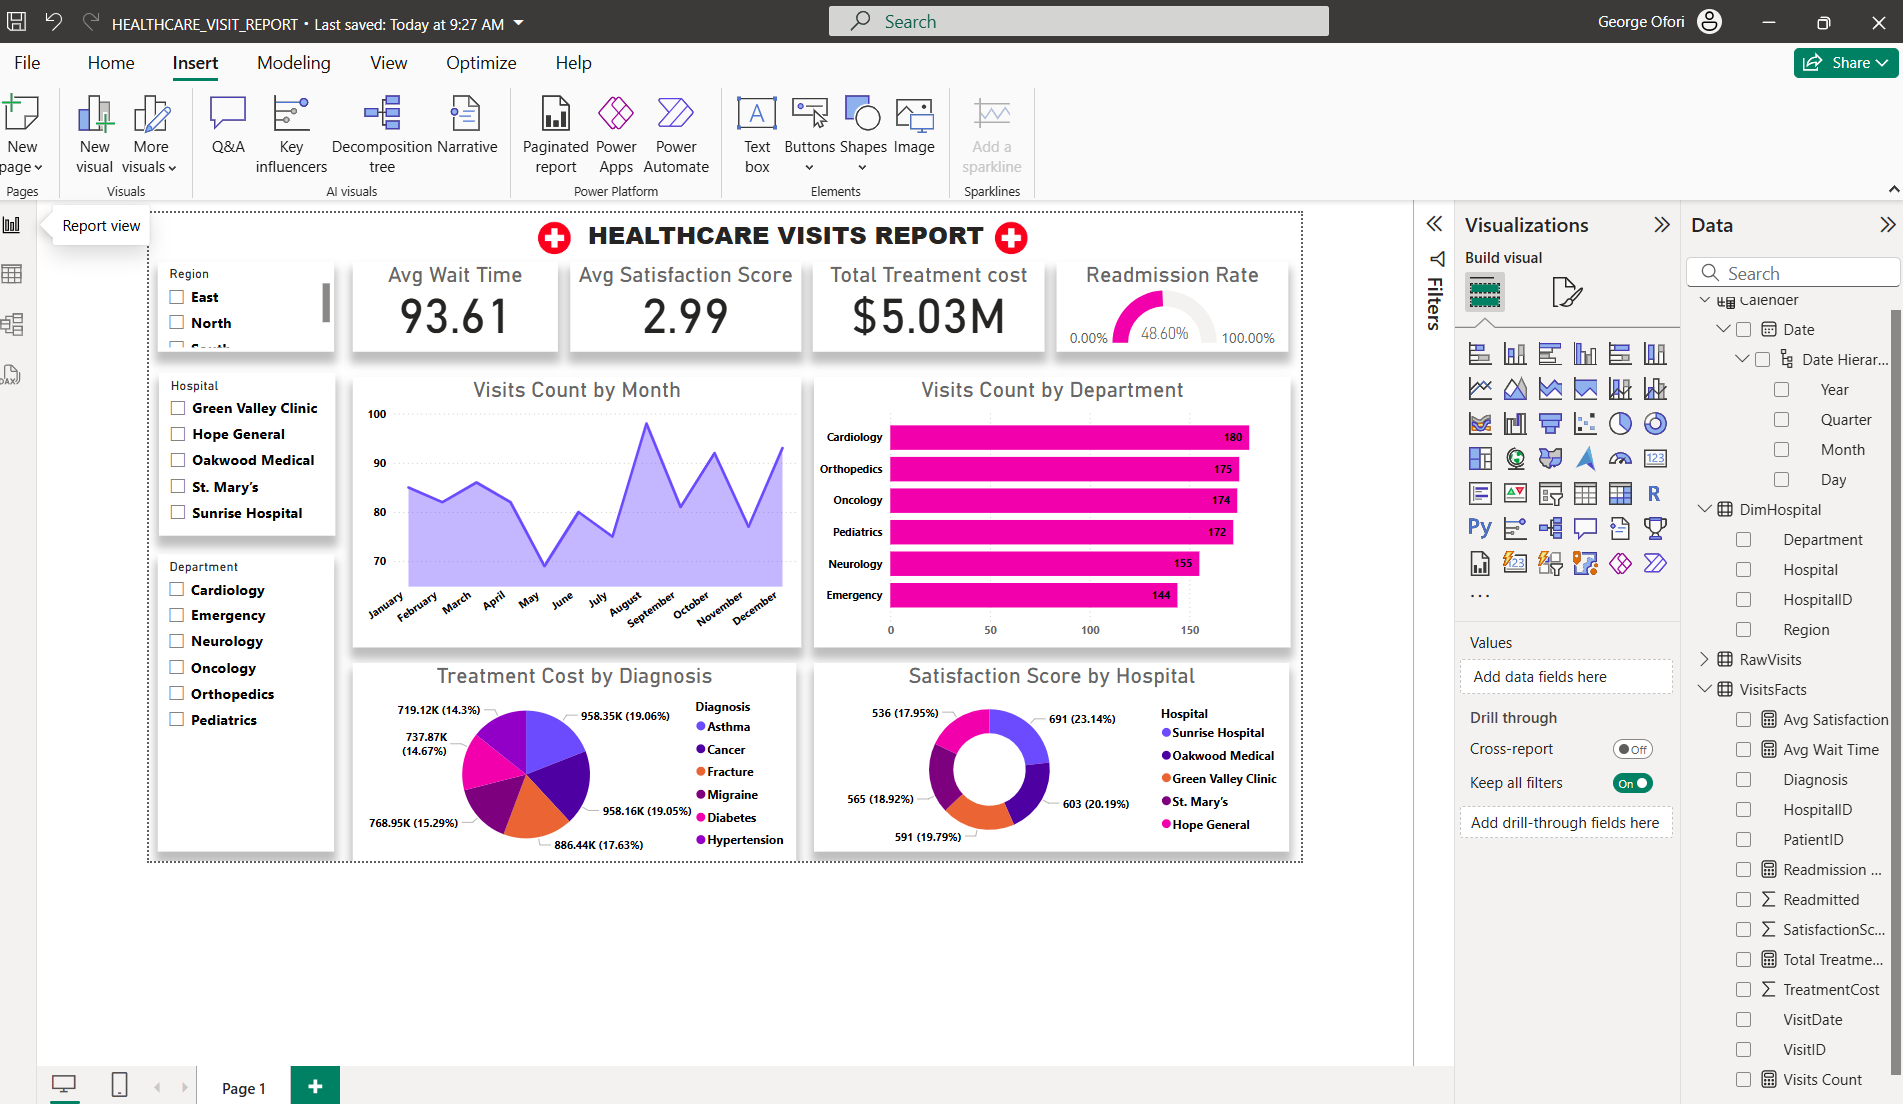 HEALTHCARE_VISIT_REPORT • Last saved: Today at 9:27 AM
Search
George Ofori
File Home Insert Modeling View Optimize Help
Share
New page
New visual
More visuals
Q&A
Key influencers
Decomposition tree
Narrative
Paginated report
Power Apps
Power Automate
Text box
Buttons
Shapes
Image
Add a sparkline
Pages
Visuals
AI visuals
Power Platform
Elements
Sparklines
Report view
DAX
HEALTHCARE VISITS REPORT
Region
East
North
South
Avg Wait Time
93.61
Avg Satisfaction Score
2.99
Total Treatment cost
$5.03M
Readmission Rate
0.00%
48.60%
100.00%
Hospital
Green Valley Clinic
Hope General
Oakwood Medical
St. Mary's
Sunrise Hospital
Department
Cardiology
Emergency
Neurology
Oncology
Orthopedics
Pediatrics
Visits Count by Month
100
90
80
70
January
February
March
April
May
June
July
August
September
October
November
December
Visits Count by Department
Cardiology 180
Orthopedics 175
Oncology 174
Pediatrics 172
Neurology 155
Emergency 144
0 50 100 150
Treatment Cost by Diagnosis
719.12K (14.3%)
958.35K (19.06%)
737.87K
(14.67%)
958.16K (19.05%)
768.95K (15.29%)
886.44K (17.63%)
Diagnosis
Asthma
Cancer
Fracture
Migraine
Diabetes
Hypertension
Satisfaction Score by Hospital
536 (17.95%)
691 (23.14%)
565 (18.92%)
603 (20.19%)
591 (19.79%)
Hospital
Sunrise Hospital
Oakwood Medical
Green Valley Clinic
St. Mary's
Hope General
Filters
Visualizations
Build visual
123
R
Py
123
...
Values
Add data fields here
Drill through
Cross-report
Off
Keep all filters
On
Add drill-through fields here
Data
Search
Calender
Date
Date Hierar...
Year
Quarter
Month
Day
DimHospital
Department
Hospital
HospitalID
Region
RawVisits
VisitsFacts
Avg Satisfaction
Avg Wait Time
Diagnosis
HospitalID
PatientID
Readmission ...
Readmitted
SatisfactionSc...
Total Treatme...
TreatmentCost
VisitDate
VisitID
Visits Count
Page 1